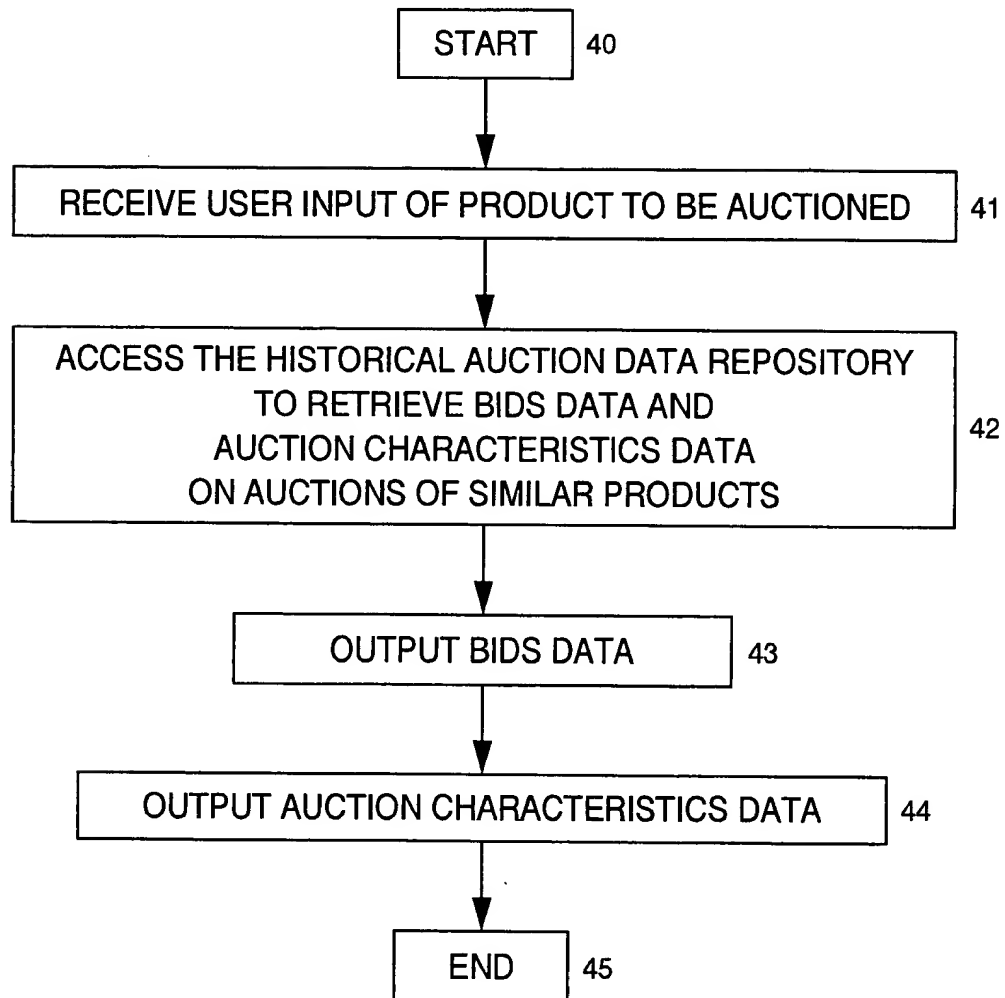 START 40
RECEIVE USER INPUT OF PRODUCT TO BE AUCTIONED 41
ACCESS THE HISTORICAL AUCTION DATA REPOSITORY
TO RETRIEVE BIDS DATA AND
AUCTION CHARACTERISTICS DATA
ON AUCTIONS OF SIMILAR PRODUCTS
42
OUTPUT BIDS DATA 43
OUTPUT AUCTION CHARACTERISTICS DATA 44
END 45